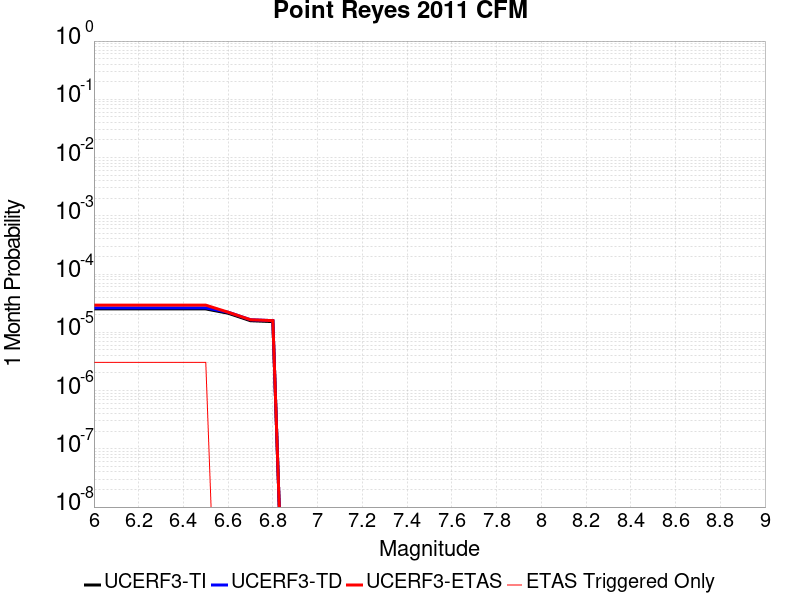 Point Reyes 2011 CFM
10^0
10^-1
10^-2
10^-3
10^-4
10^-5
10^-6
10^-7
10^-8
1 Month Probability
6 6.2 6.4 6.6 6.8 7 7.2 7.4 7.6 7.8 8 8.2 8.4 8.6 8.8 9
Magnitude
UCERF3-TI UCERF3-TD UCERF3-ETAS ETAS Triggered Only